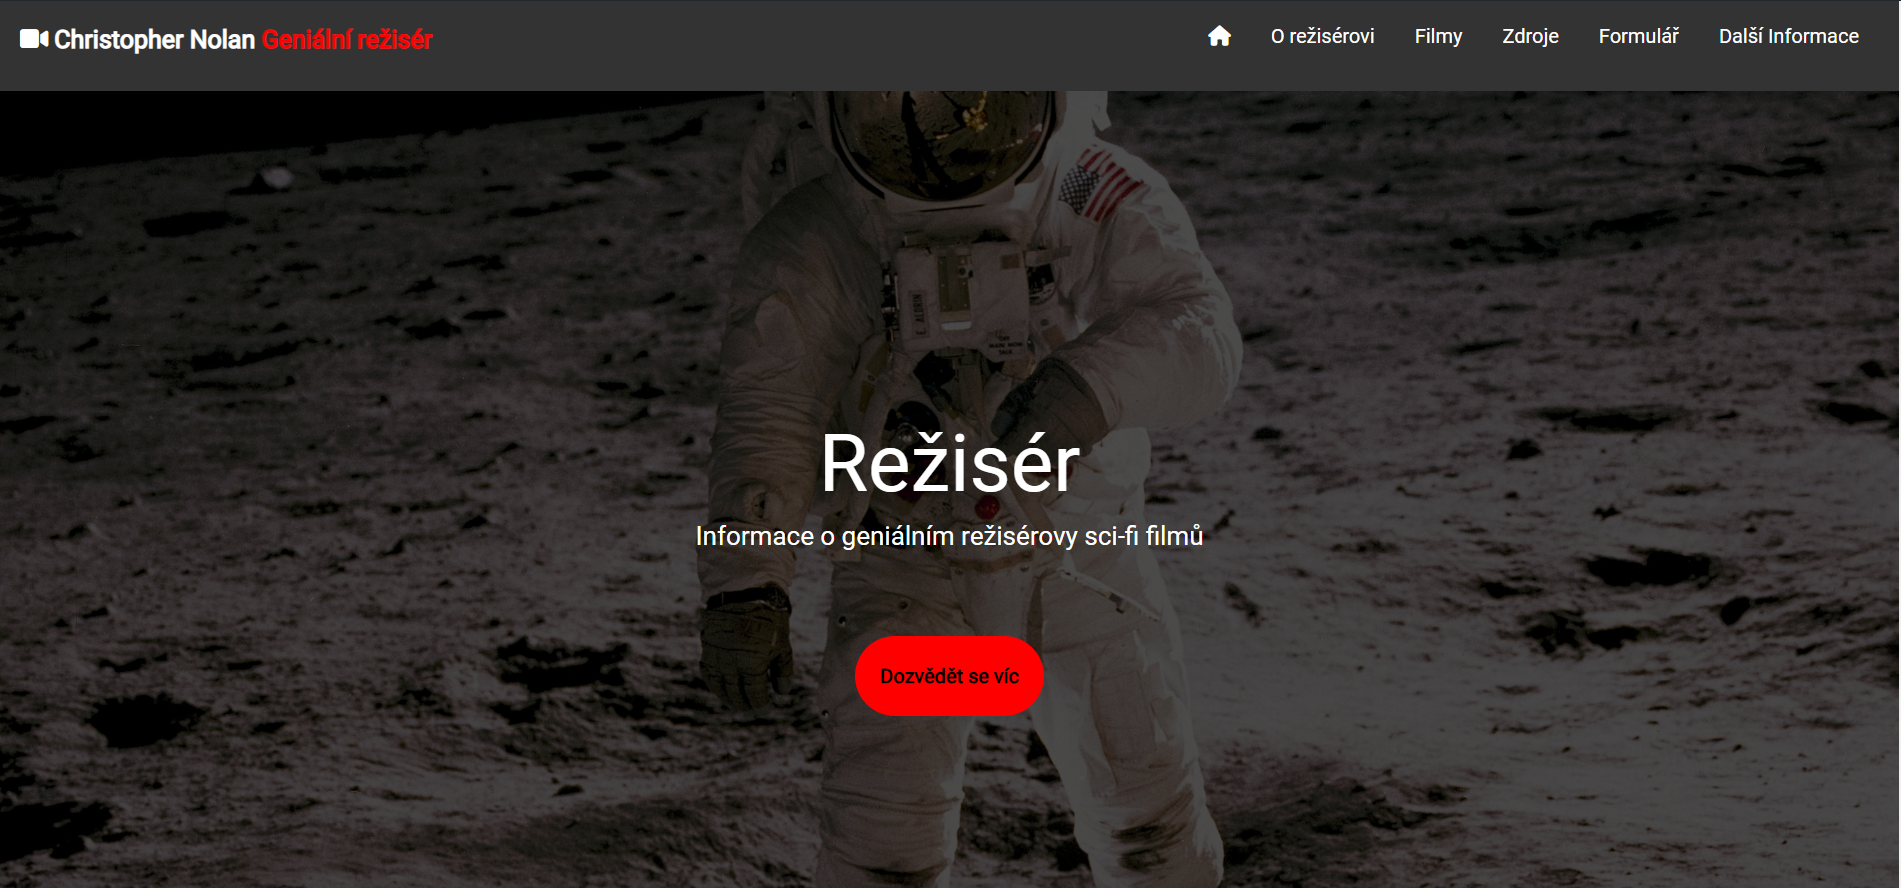 Christopher Nolan Geniální režisér
O režisérovi Filmy Zdroje Formulář Další Informace
E. ALDRIN
Režisér
Informace o geniálním režisérovy sci-fi filmů
Dozvědět se víc